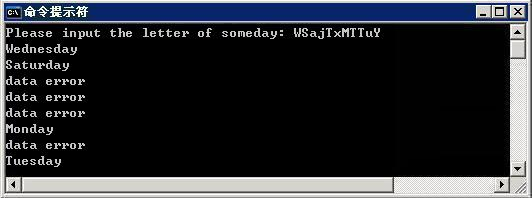 命令提示符
Please input the letter of someday: WSajTxMTTuY
Wednesday
Saturday
data error
data error
data error
Monday
data error
Tuesday